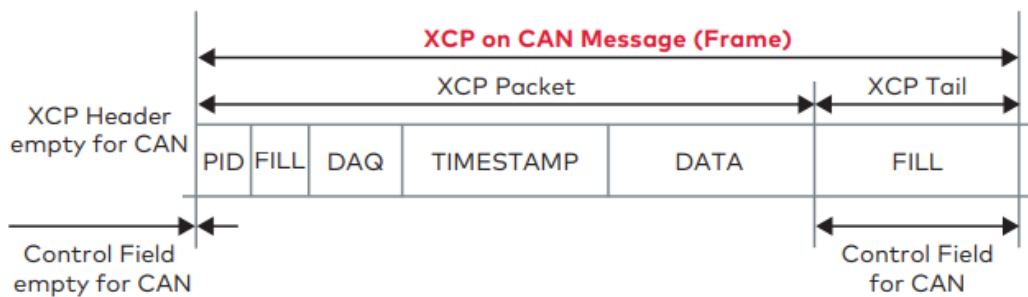 XCP on CAN Message (Frame)
XCP Packet
XCP Tail
XCP Header
empty for CAN
PID
FILL
DAQ
TIMESTAMP
DATA
FILL
Control Field
empty for CAN
Control Field
for CAN